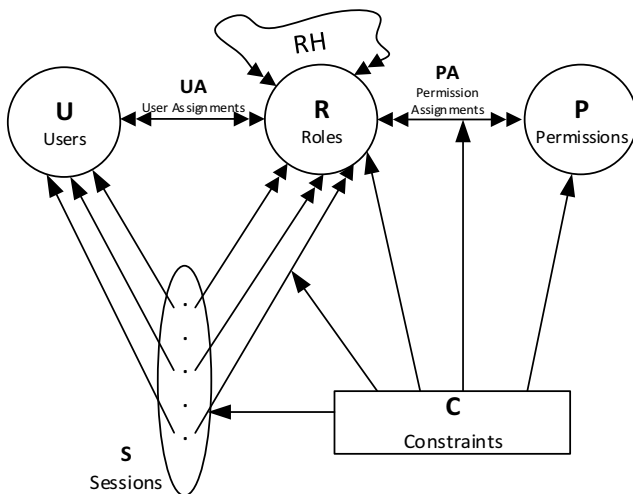 RH
UA
User Assignments
PA
Permission
Assignments
U
Users
R
Roles
P
Permissions
C
Constraints
S
Sessions